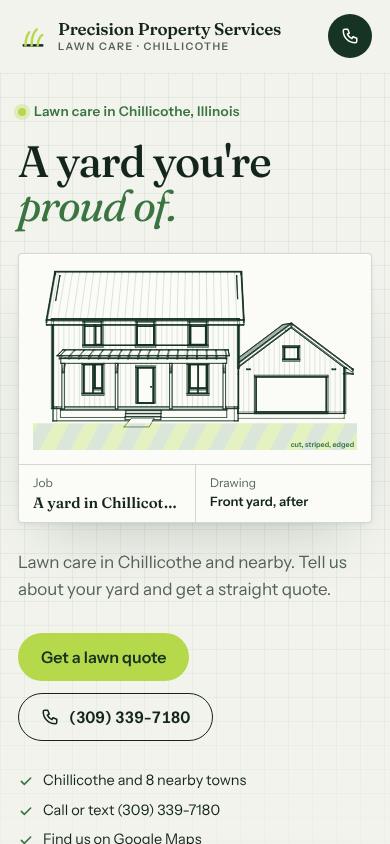 Precision Property Services
LAWN CARE · CHILLICOTHE
Lawn care in Chillicothe, Illinois
A yard you're
proud of.
cut, striped, edged
Job
A yard in Chillicot...
Drawing
Front yard, after
Lawn care in Chillicothe and nearby. Tell us
about your yard and get a straight quote.
Get a lawn quote
(309) 339-7180
Chillicothe and 8 nearby towns
Call or text (309) 339-7180
Find us on Google Maps